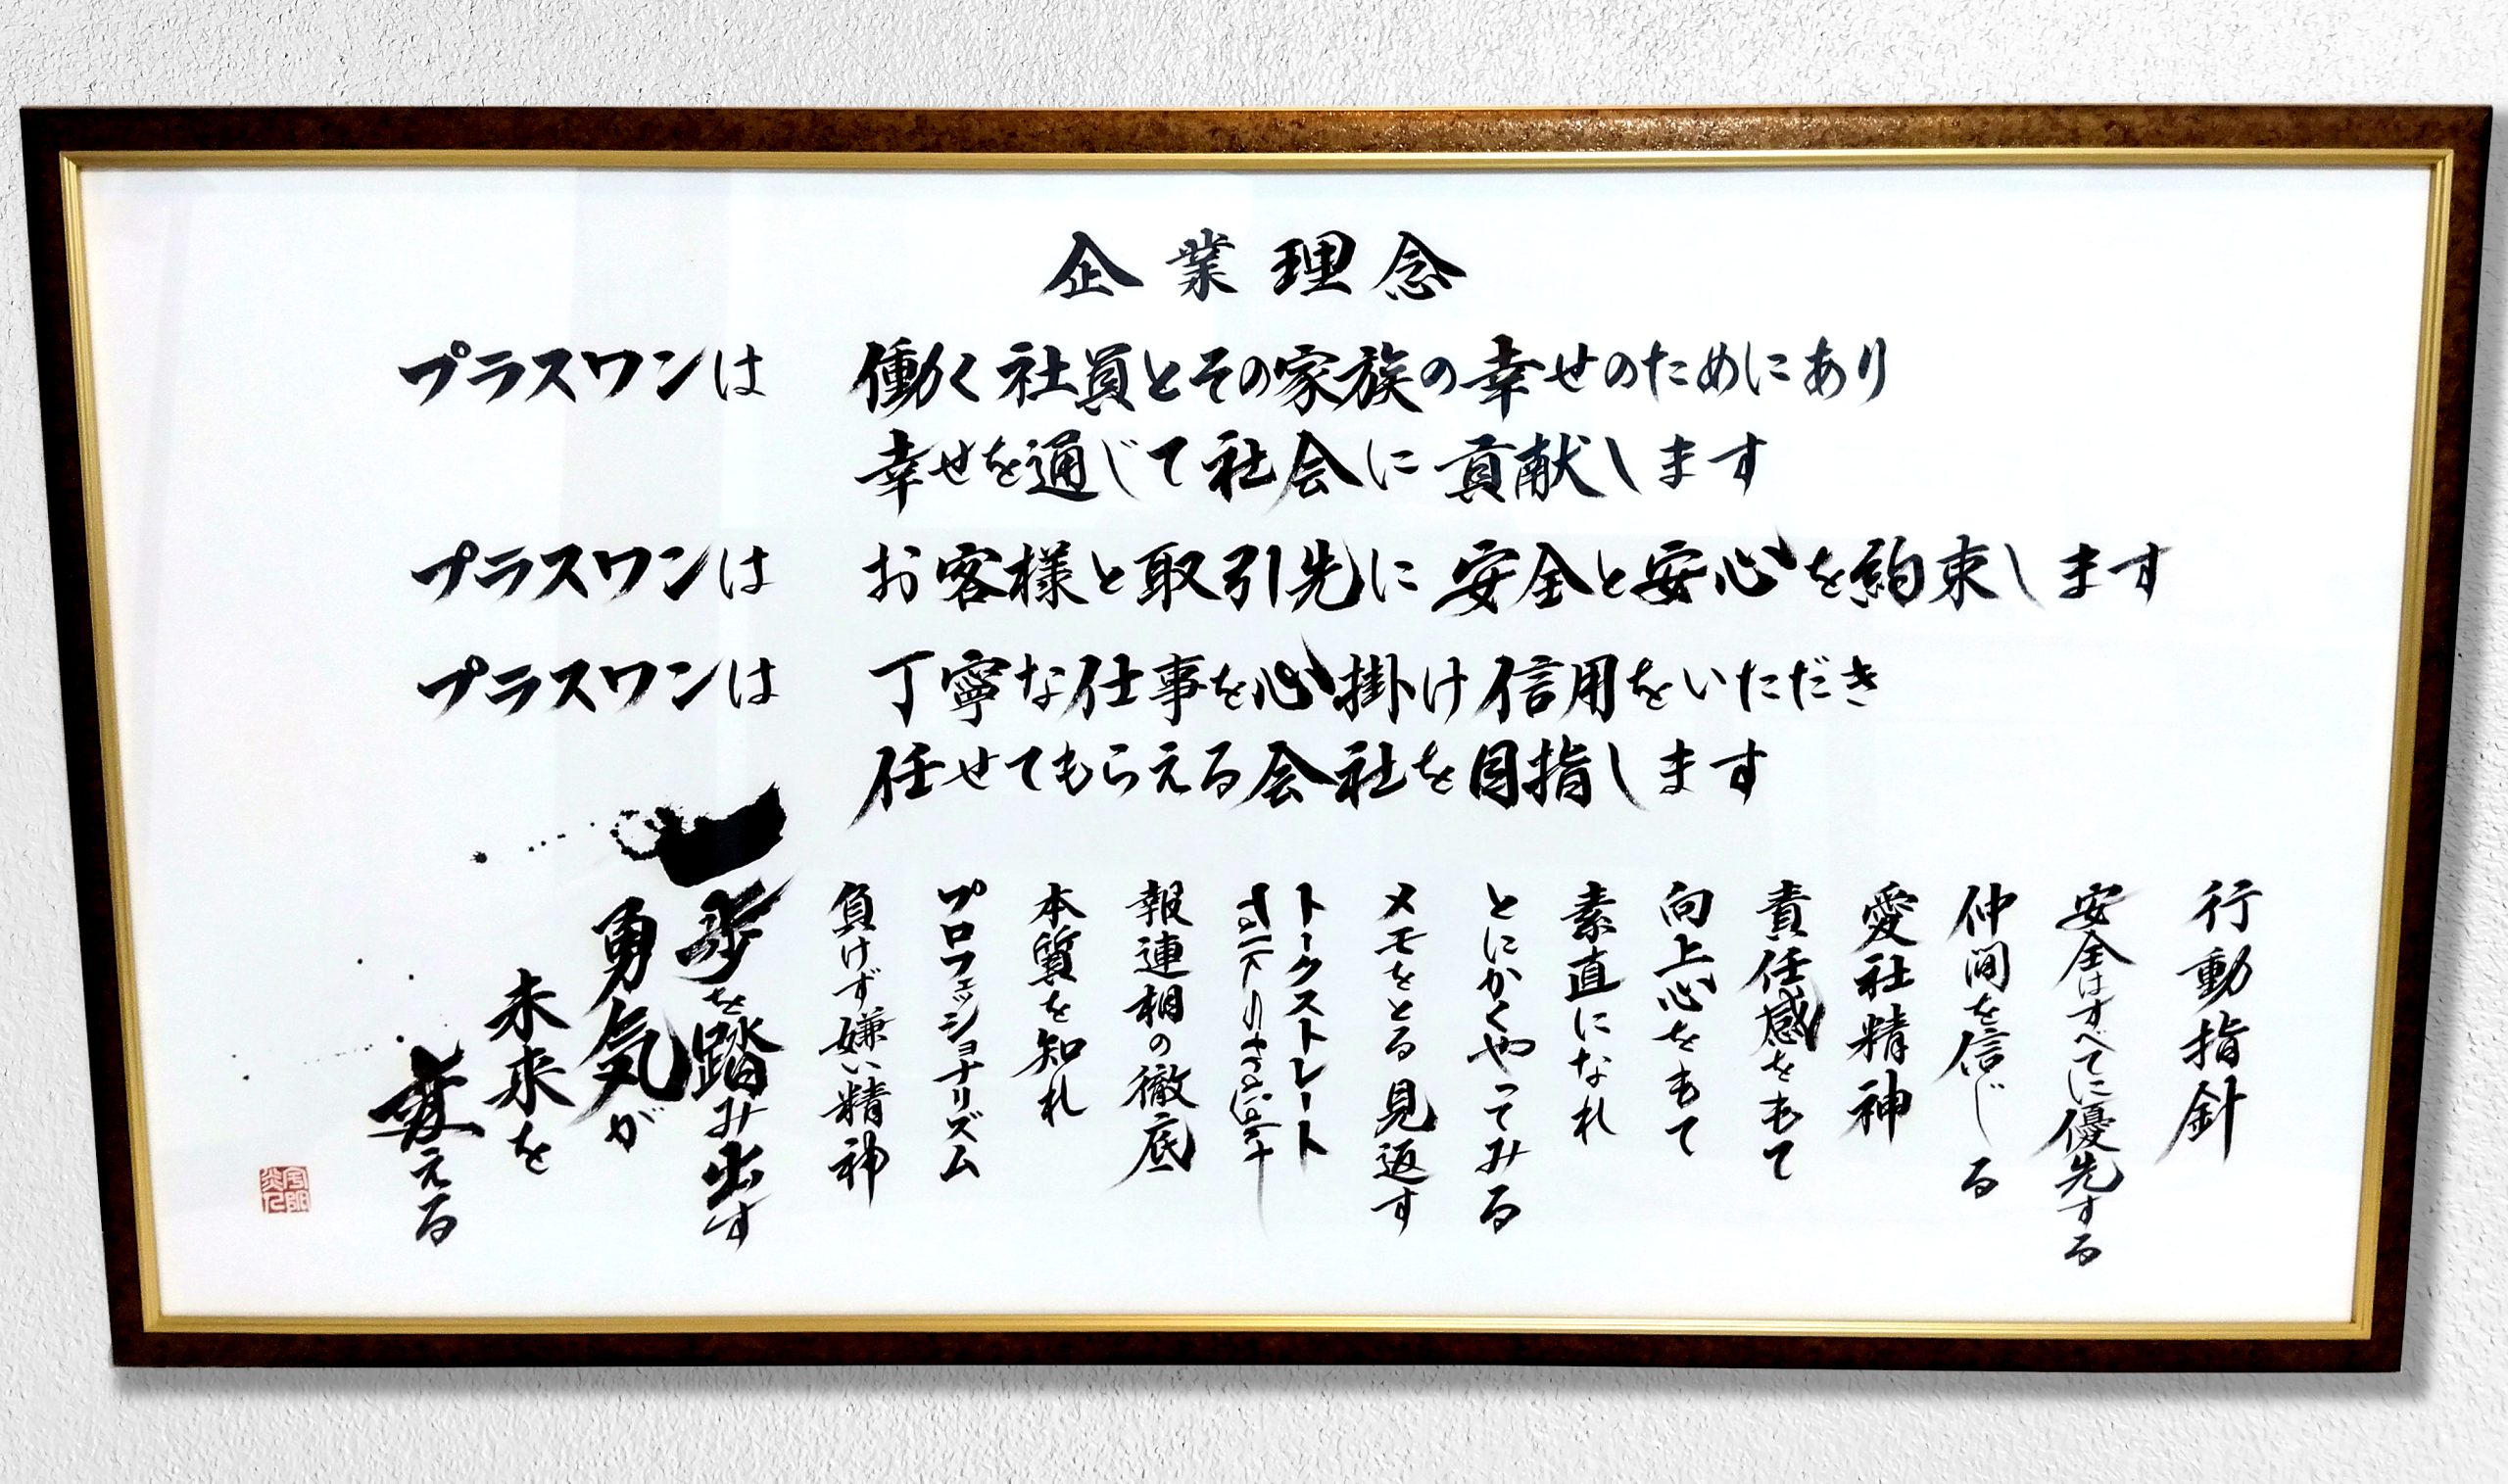 企業理念
プラスワンは 働く社員とその家族の幸せのためにあり
幸せを通じて社会に貢献します
プラスワンは お客様と取引先に安全と安心を約束します
プラスワンは 丁寧な仕事を心掛け信用をいただき
任せてもらえる会社を目指します
行動指針
安全はすべてに優先する
仲間を信じる
愛社精神
責任感をもて
向上心をもて
素直になれ
とにかくやってみる
メモをとる見返す
トークストレート
talk straight
報連相の徹底
本質を知れ
プロフェッショナリズム
負けず嫌い精神
一歩を踏み出す
勇気が
未来を
変える